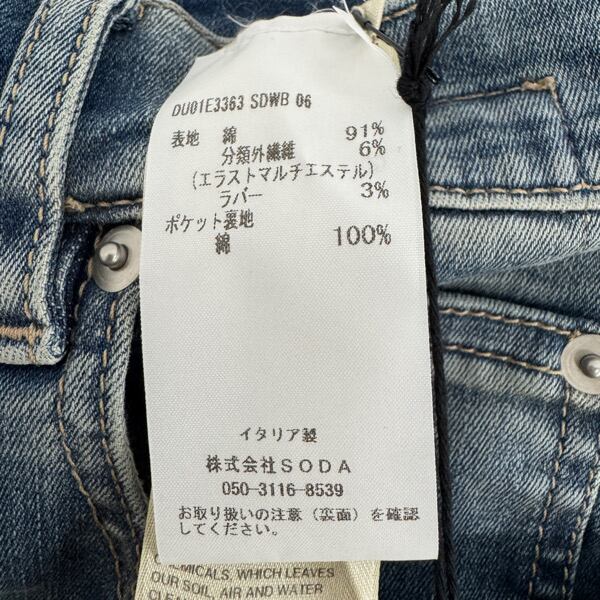 DU01E3363 SDWB 06
表地 綿 91%
分類外繊維 6%
(エラストマルチエステル)
ラバー 3%
ポケット裏地
綿 100%
イタリア製
株式会社SODA
050-3116-8539
お取り扱いの注意(裏面)を確認
してください。
CHEMICALS, WHICH LEAVES
OUR SOIL, AIR AND WATER